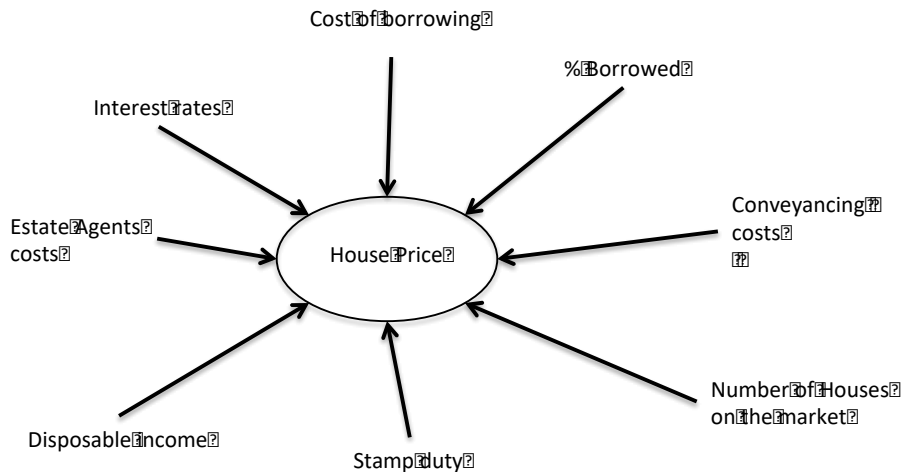 Cost of borrowing
% Borrowed
Interest rates
Estate Agents
costs
House Price
Conveyancing
costs
Number of Houses
on the market
Disposable income
Stamp duty